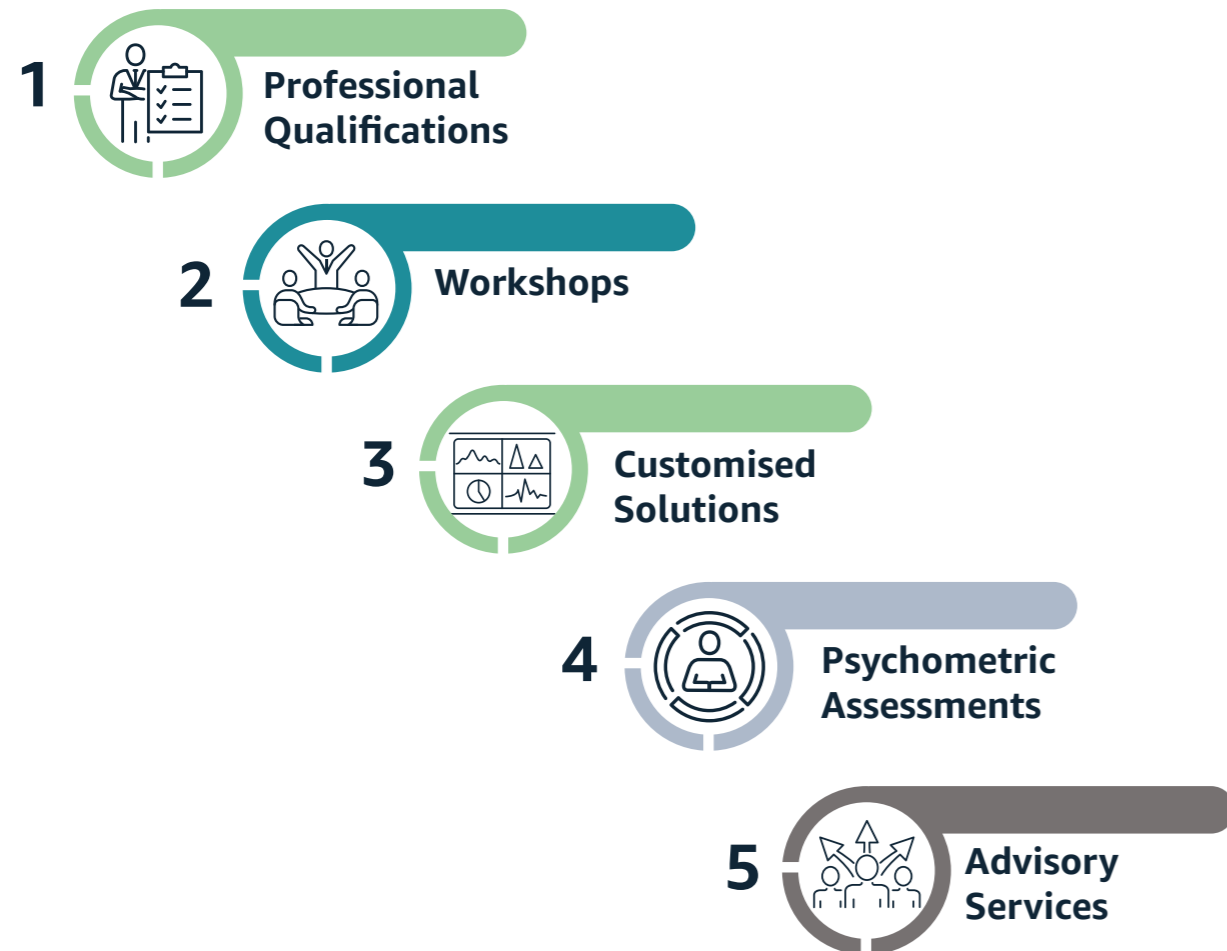 1
Professional
Qualifications
2
Workshops
3
Customised
Solutions
4
Psychometric
Assessments
5
Advisory
Services